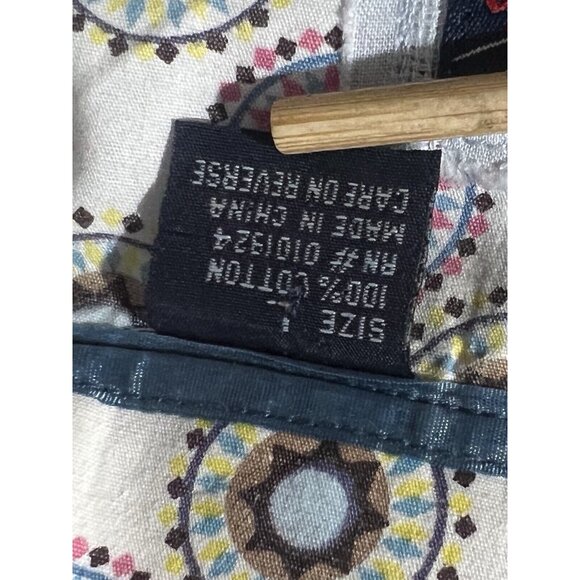 SIZE
100% COTTON
RN# 0101324
MADE IN CHINA
CARE ON REVERSE